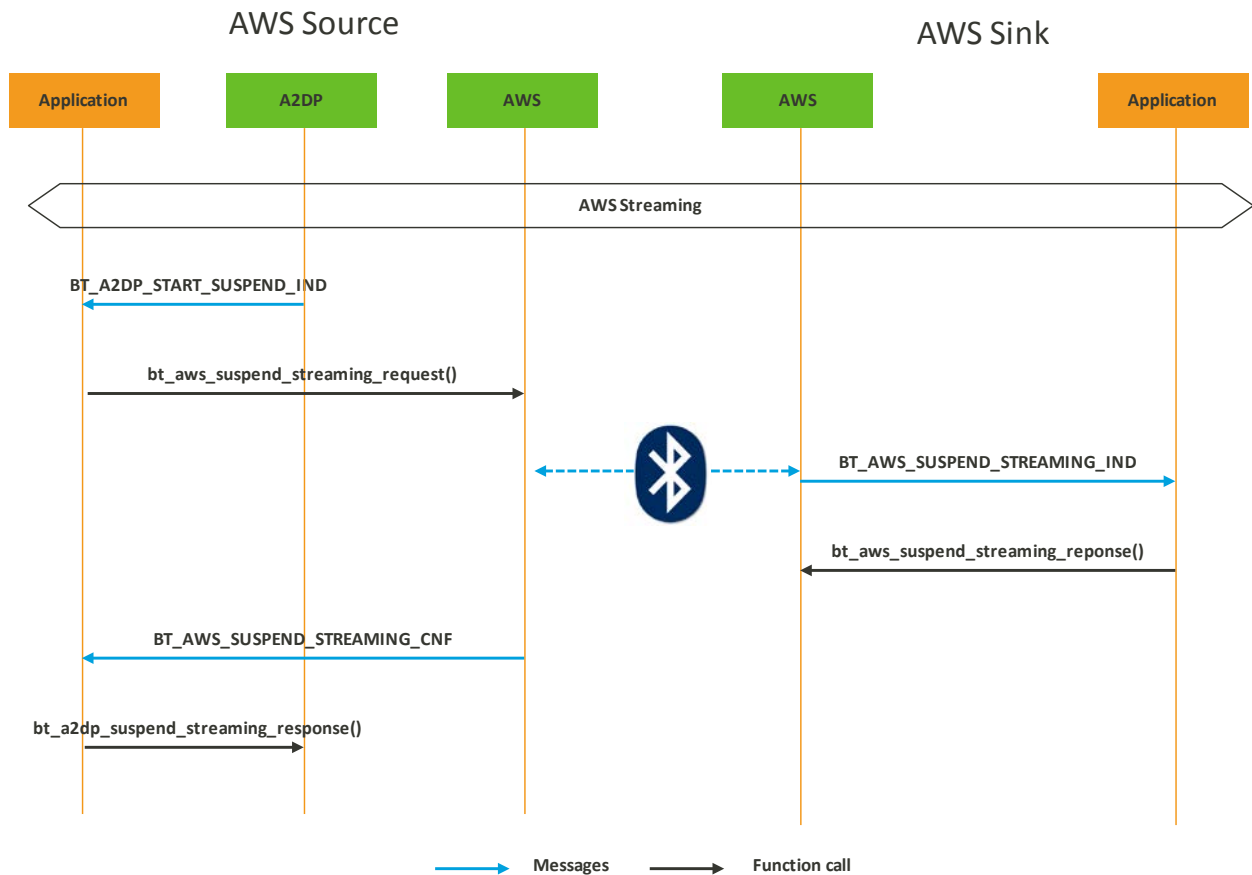 AWS Source
AWS Sink
Application
A2DP
AWS
AWS
Application
AWS Streaming
BT_A2DP_START_SUSPEND_IND
bt_aws_suspend_streaming_request()
BT_AWS_SUSPEND_STREAMING_IND
bt_aws_suspend_streaming_reponse()
BT_AWS_SUSPEND_STREAMING_CNF
bt_a2dp_suspend_streaming_response()
Messages
Function call